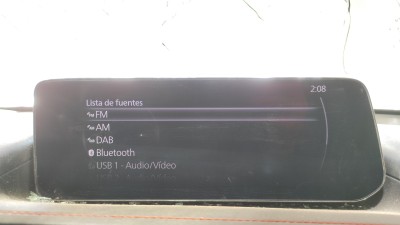 2:08
Lista de fuentes
FM
AM
DAB
Bluetooth
USB 1 - Audio/Vídeo